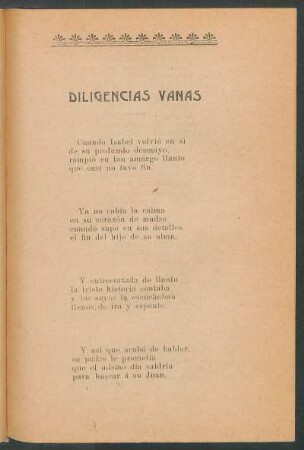 DILIGENCIAS VANAS
Cuando Isabel volvió en sí
de su profundo desmayo,
rompió en tan amargo llanto
que casi no tuvo fin.
Ya no cabía la calma
en su corazón de madre
cuando supo en sus detalles
el fin del hijo de su alma.
Y entrecortada de llanto
la triste historia contaba
y los suyos la escuchaban
llenos de ira y espanto.
Y así que acabó de hablar,
su padre le prometía
que el mismo día saldría
para buscar á su Juan.